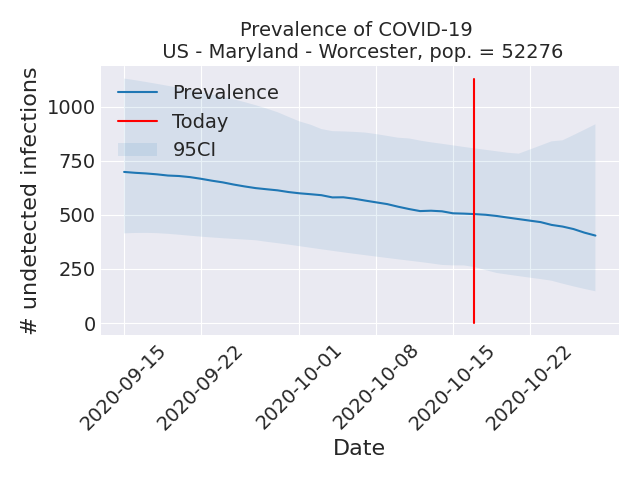 Prevalence of COVID-19
US - Maryland - Worcester, pop. = 52276
# undetected infections
1000
750
500
250
0
Prevalence
Today
95CI
2020-09-15
2020-09-22
2020-10-01
2020-10-08
2020-10-15
2020-10-22
Date